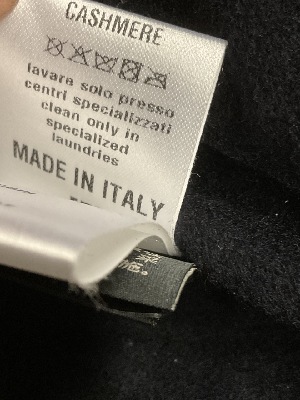 CASHMERE
lavare solo presso
centri specializzati
clean only in
specialized
laundries
MADE IN ITALY